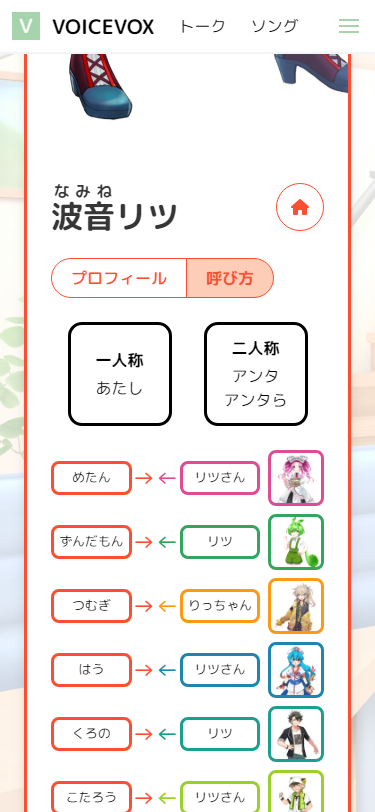 V VOICEVOX トーク ソング
なみね
波音リツ
プロフィール 呼び方
一人称
あたし
二人称
アンタ
アンタら
めたん → ← リツさん
ずんだもん → ← リツ
つむぎ → ← りっちゃん
はう → ← リツさん
くろの → ← リツ
こたろう → ← リツさん